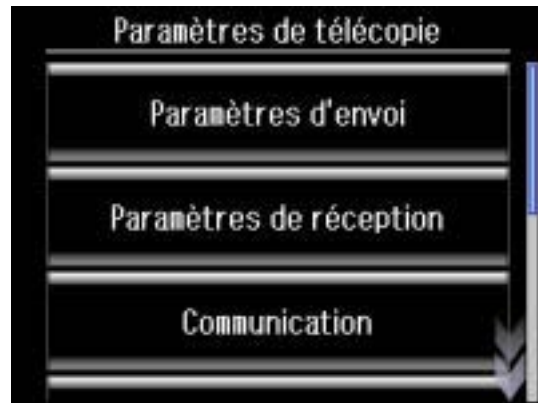 Paramètres de télécopie
Paramètres d'envoi
Paramètres de réception
Communication